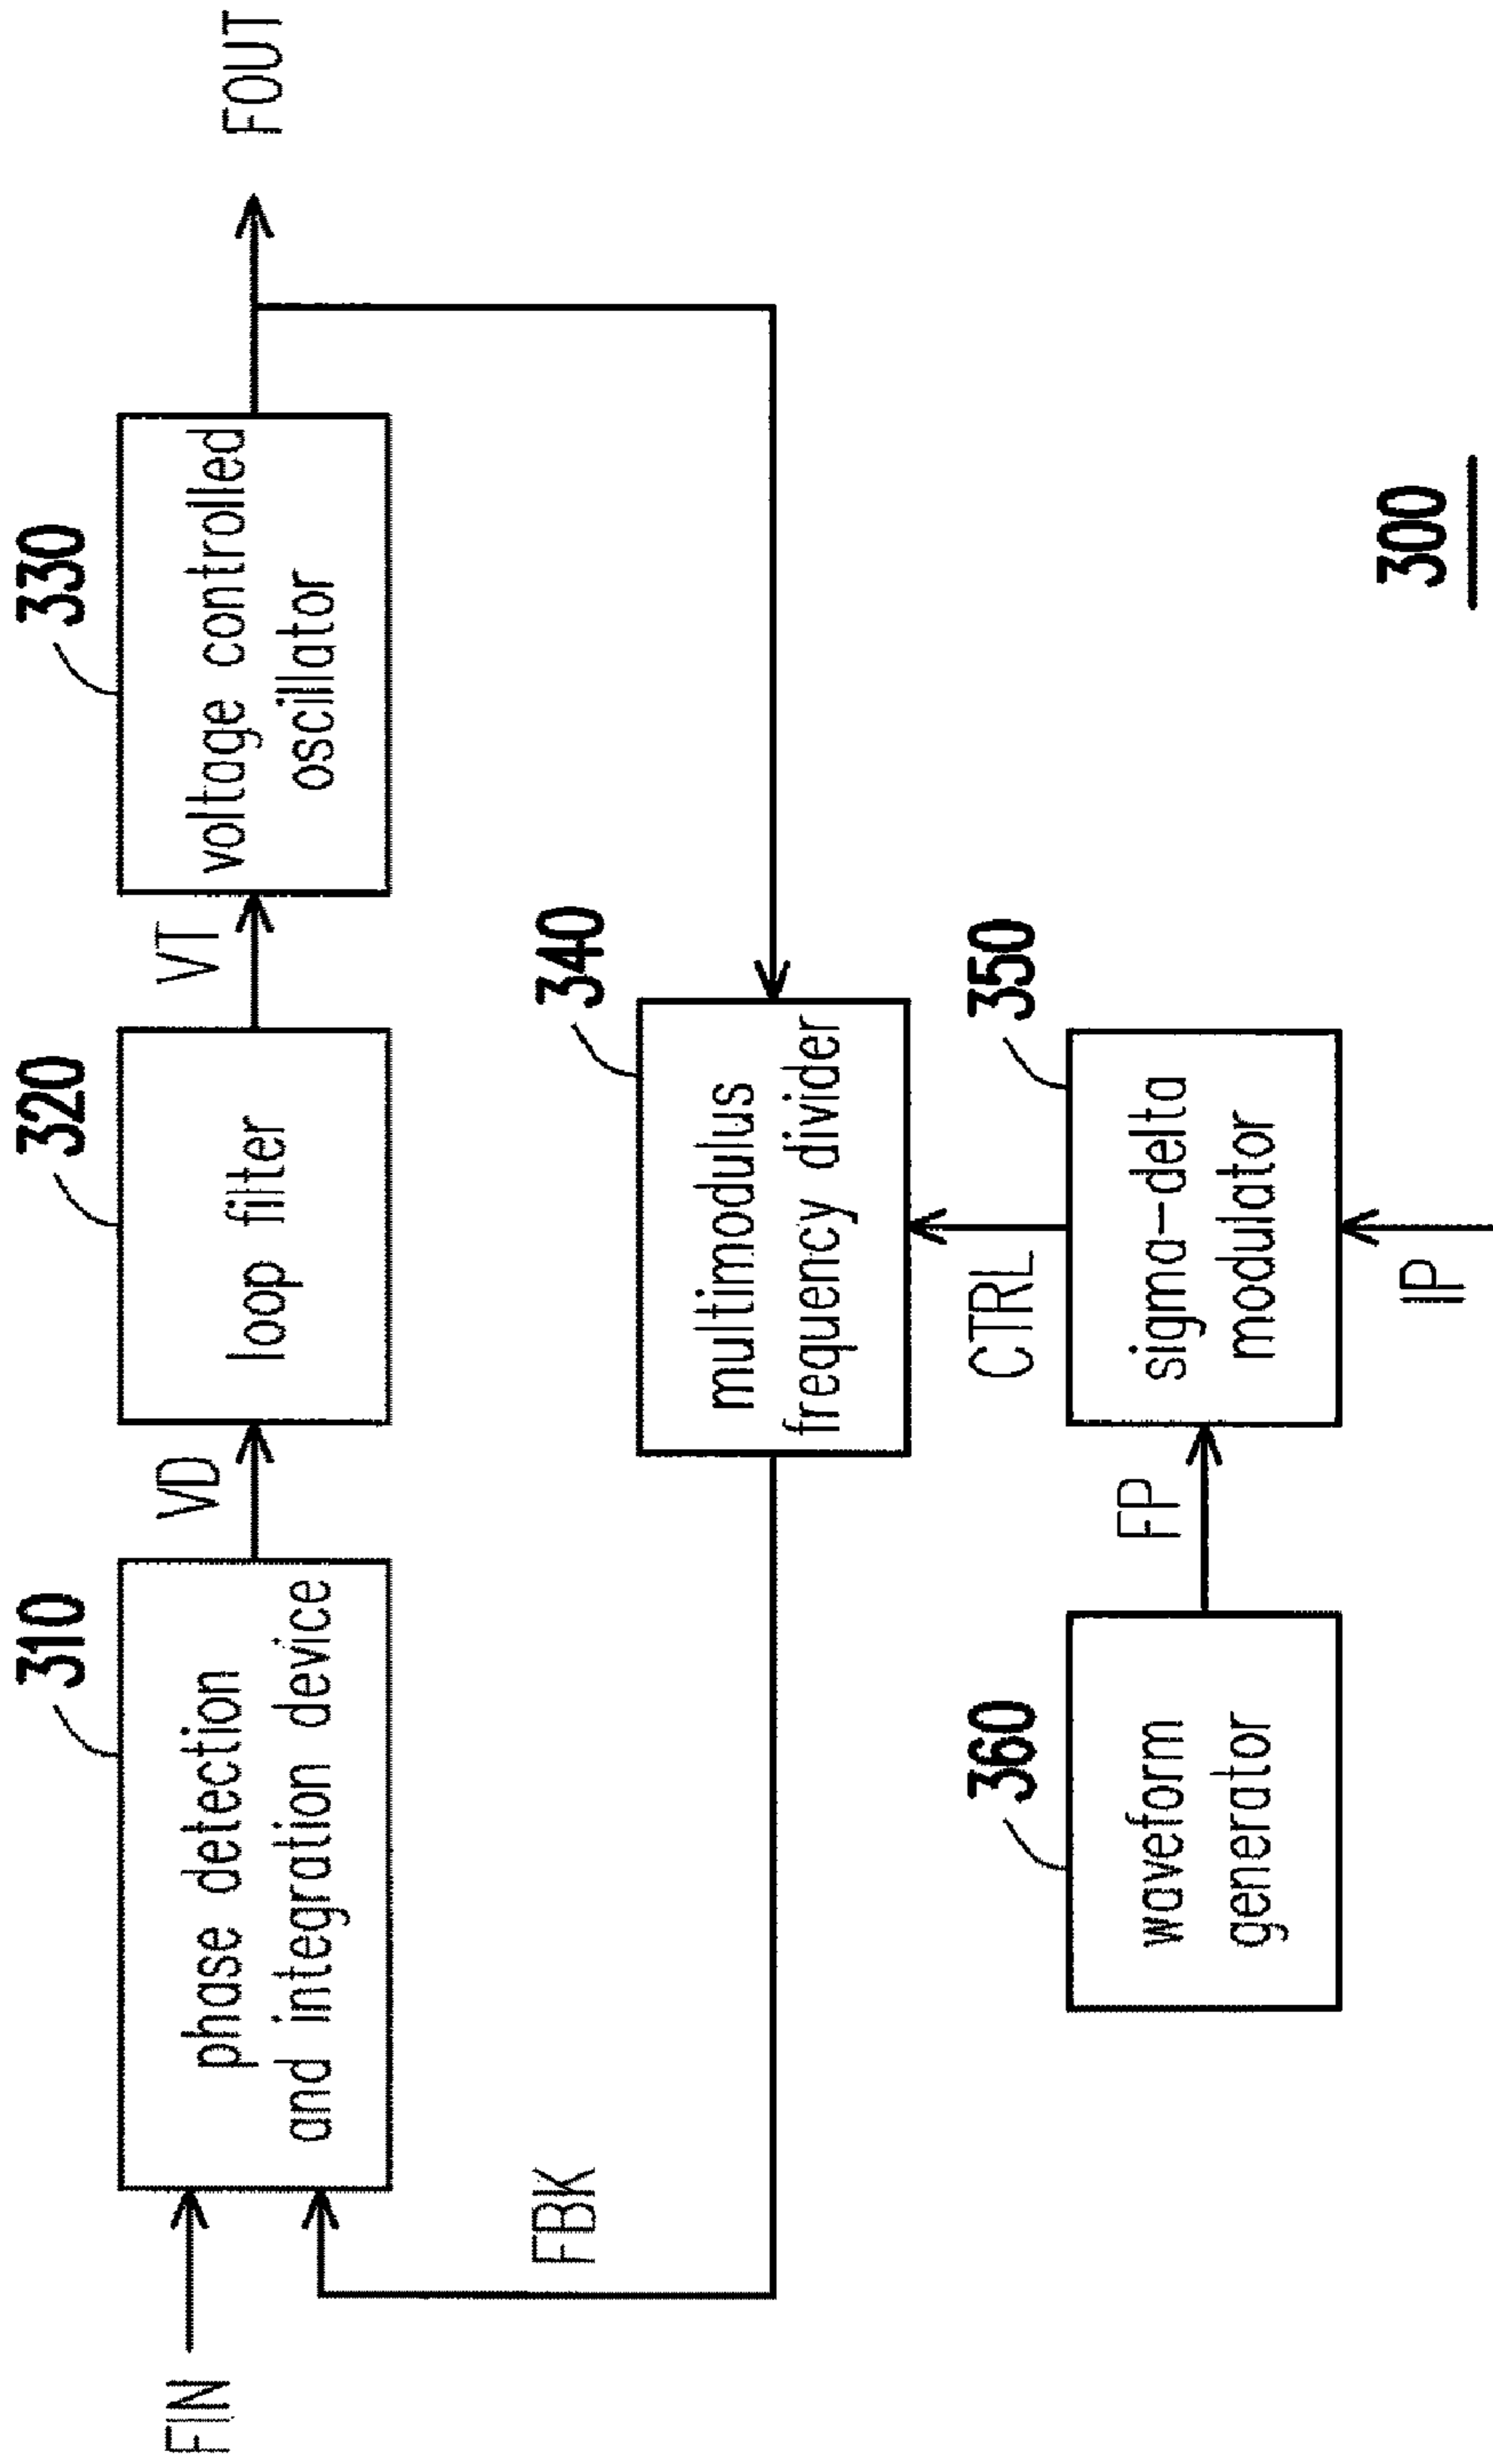 310
320
330
FIN
phase detection
and integration device
VD
loop filter
VT
voltage controlled
oscillator
FOUT
FBK
340
multimodulus
frequency divider
CTRL
360
waveform
generator
FP
350
sigma-delta
modulator
IP
300